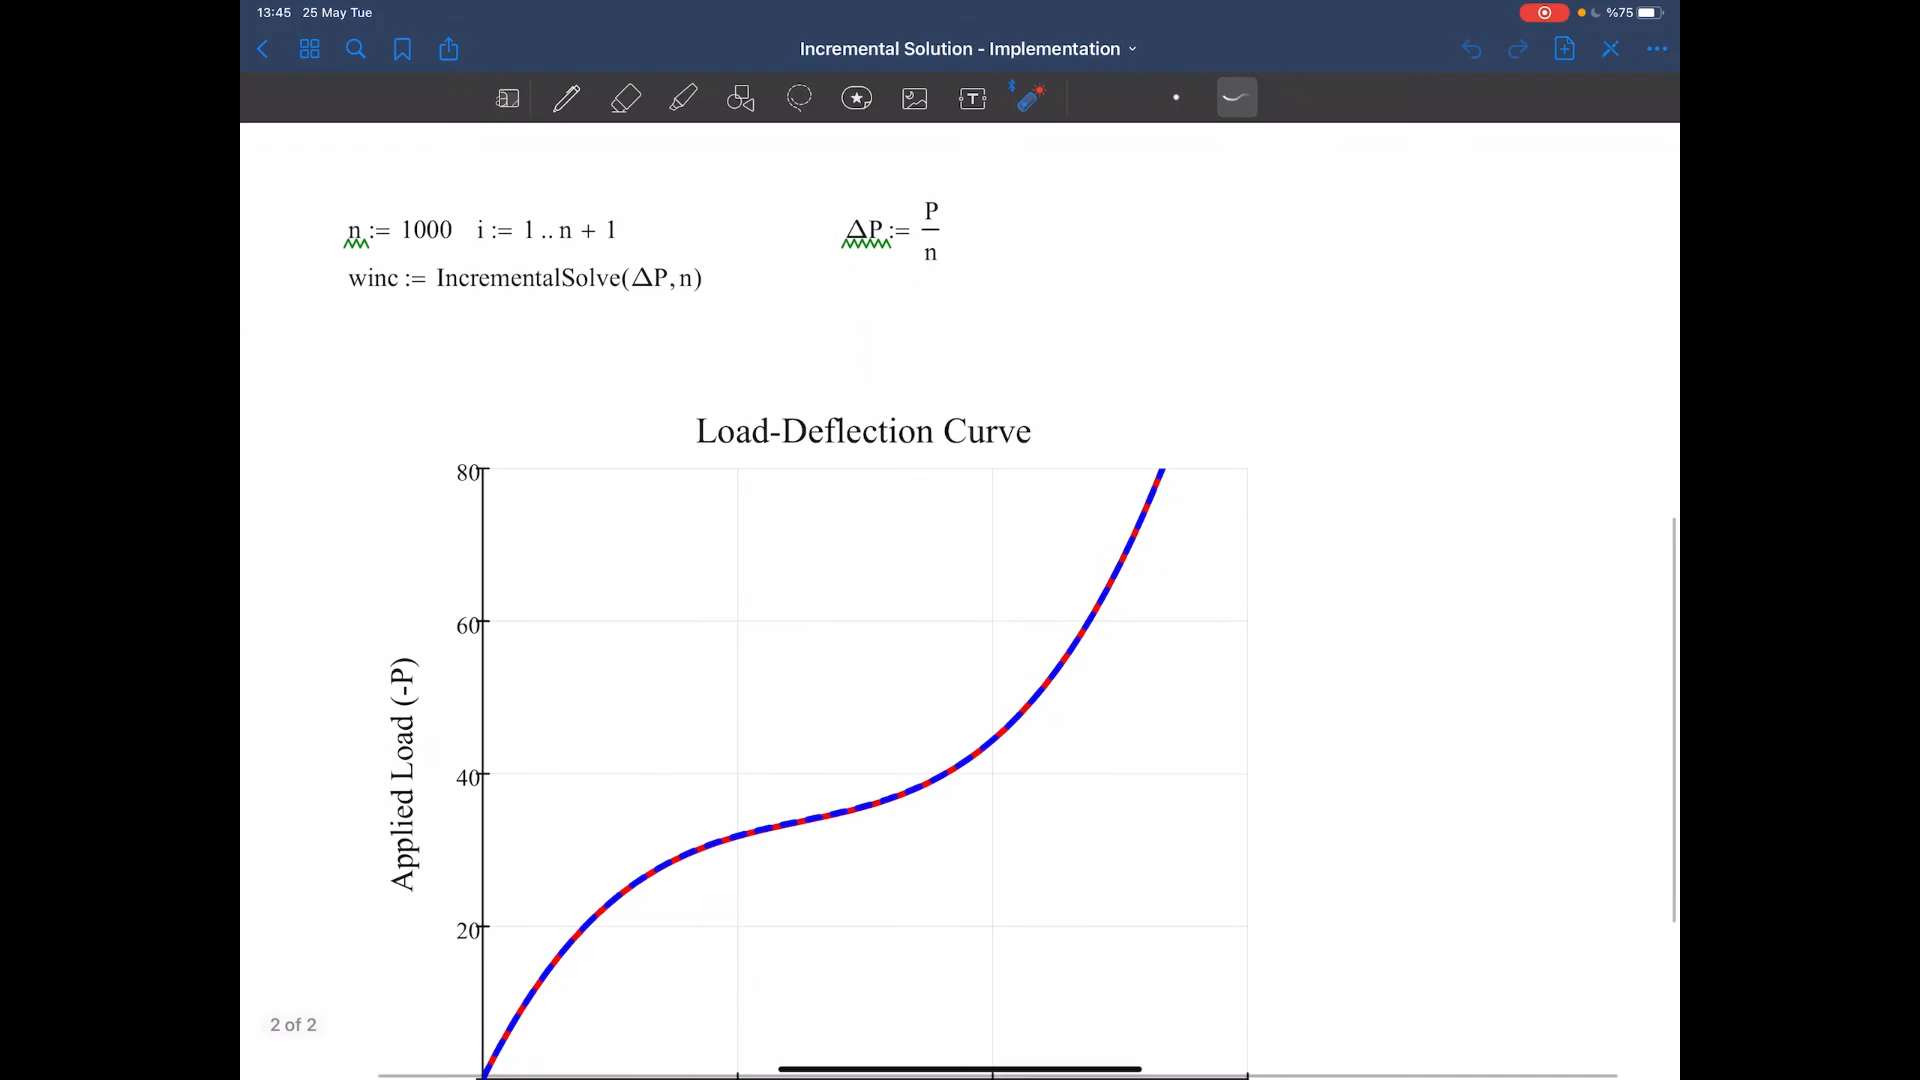 13:45 25 May Tue
%75
Incremental Solution - Implementation
T
n := 1000 i := 1 .. n + 1
ΔP := P
n
winc := IncrementalSolve(ΔP, n)
Load-Deflection Curve
80
60
40
20
Applied Load (-P)
2 of 2